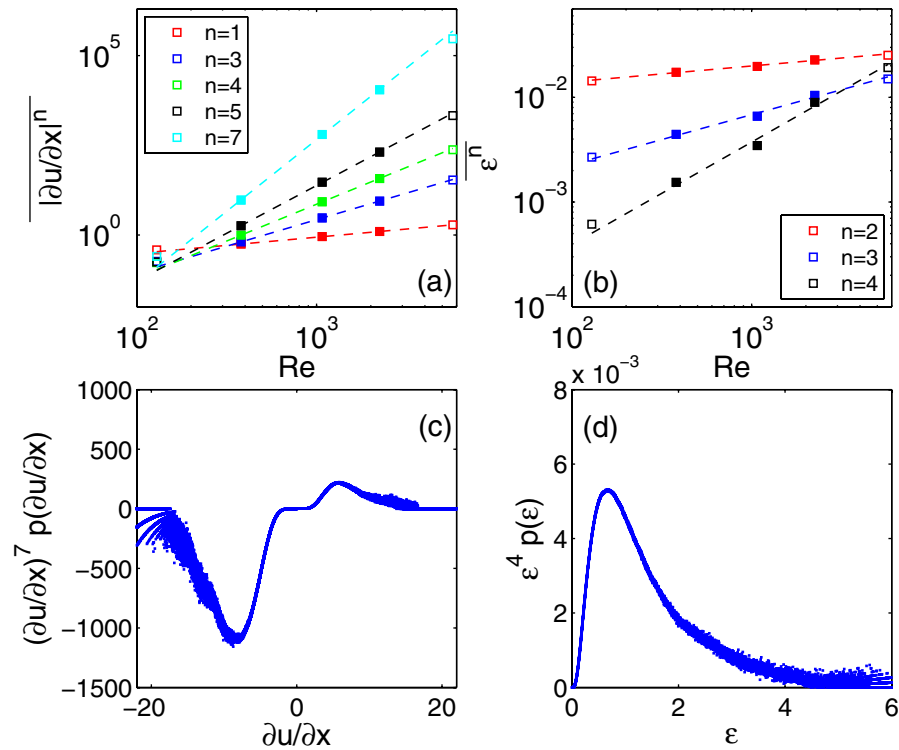 10^5
10^0
|∂u/∂x|^n
n=1
n=3
n=4
n=5
n=7
(a)
10^2
10^3
Re
10^-2
10^-3
10^-4
ε^n
n=2
n=3
n=4
(b)
10^2
10^3
Re
1000
500
0
−500
−1000
−1500
(∂u/∂x)^7 p(∂u/∂x)
(c)
−20
0
20
∂u/∂x
x 10^-3
8
6
4
2
0
ε^4 p(ε)
(d)
0
2
4
6
ε